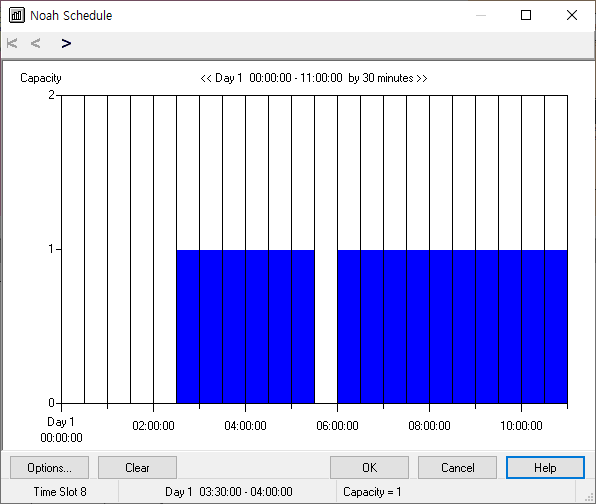 Noah Schedule
Capacity
<< Day 1 00:00:00 - 11:00:00 by 30 minutes >>
2
1
0
Day 1
00:00:00
02:00:00
04:00:00
06:00:00
08:00:00
10:00:00
Options...
Clear
OK
Cancel
Help
Time Slot 8
Day 1 03:30:00 - 04:00:00
Capacity = 1